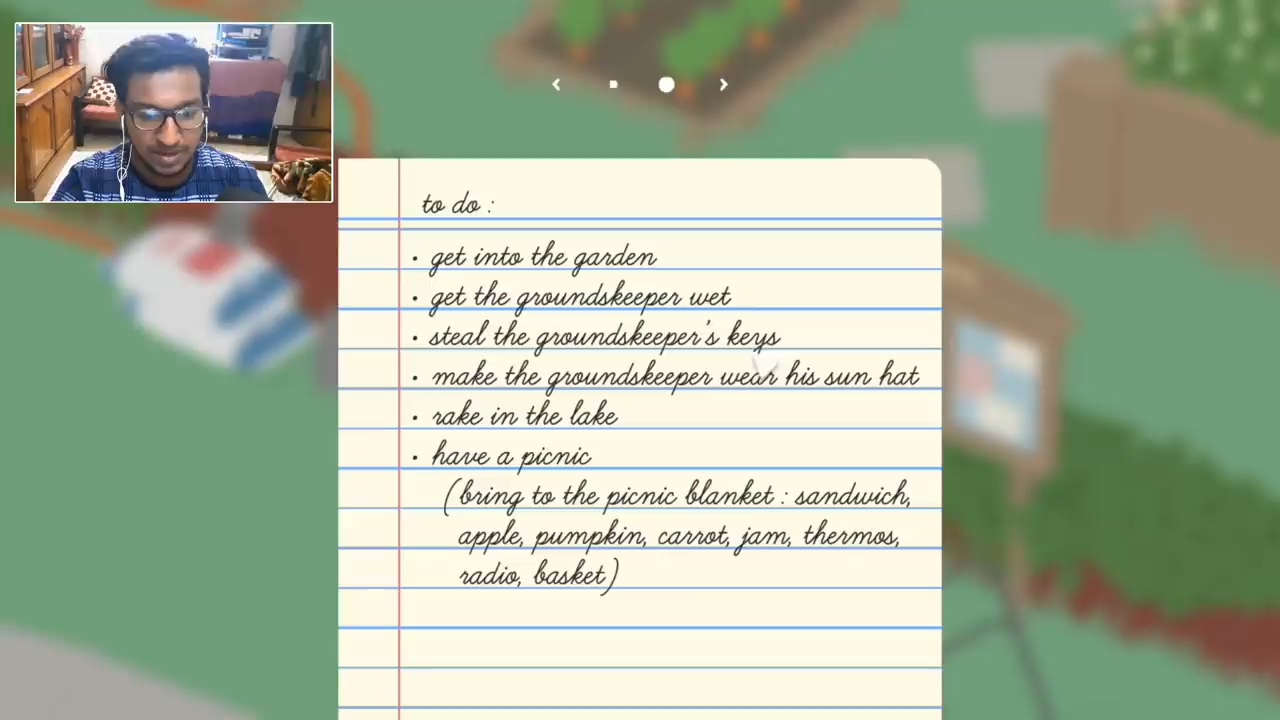 to do :
• get into the garden
• get the groundskeeper wet
• steal the groundskeeper's keys
• make the groundskeeper wear his sun hat
• rake in the lake
• have a picnic
(bring to the picnic blanket : sandwich,
apple, pumpkin, carrot, jam, thermos,
radio, basket)